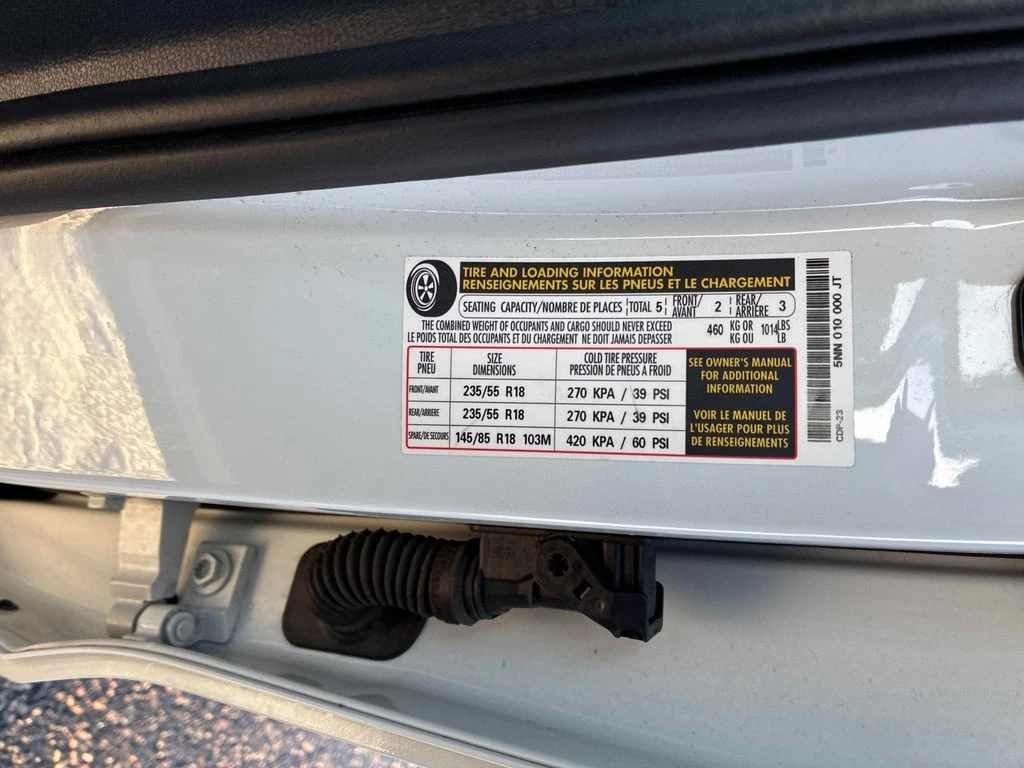 TIRE AND LOADING INFORMATION
RENSEIGNEMENTS SUR LES PNEUS ET LE CHARGEMENT
SEATING CAPACITY/NOMBRE DE PLACES TOTAL 5 FRONT/AVANT 2 REAR/ARRIÈRE 3
THE COMBINED WEIGHT OF OCCUPANTS AND CARGO SHOULD NEVER EXCEED 460 KG OR 1014 LBS
LE POIDS TOTAL DES OCCUPANTS ET DU CHARGEMENT NE DOIT JAMAIS DEPASSER KG OU LB
TIRE SIZE COLD TIRE PRESSURE
PNEU DIMENSIONS PRESSION DE PNEUS A FROID
FRONT/AVANT 235/55 R18 270 KPA / 39 PSI
REAR/ARRIERE 235/55 R18 270 KPA / 39 PSI
SPARE/DE SECOURS 145/85 R18 103M 420 KPA / 60 PSI
SEE OWNER'S MANUAL
FOR ADDITIONAL
INFORMATION
VOIR LE MANUEL DE
L'USAGER POUR PLUS
DE RENSEIGNEMENTS
5NN 010 000 JT
CDP-23